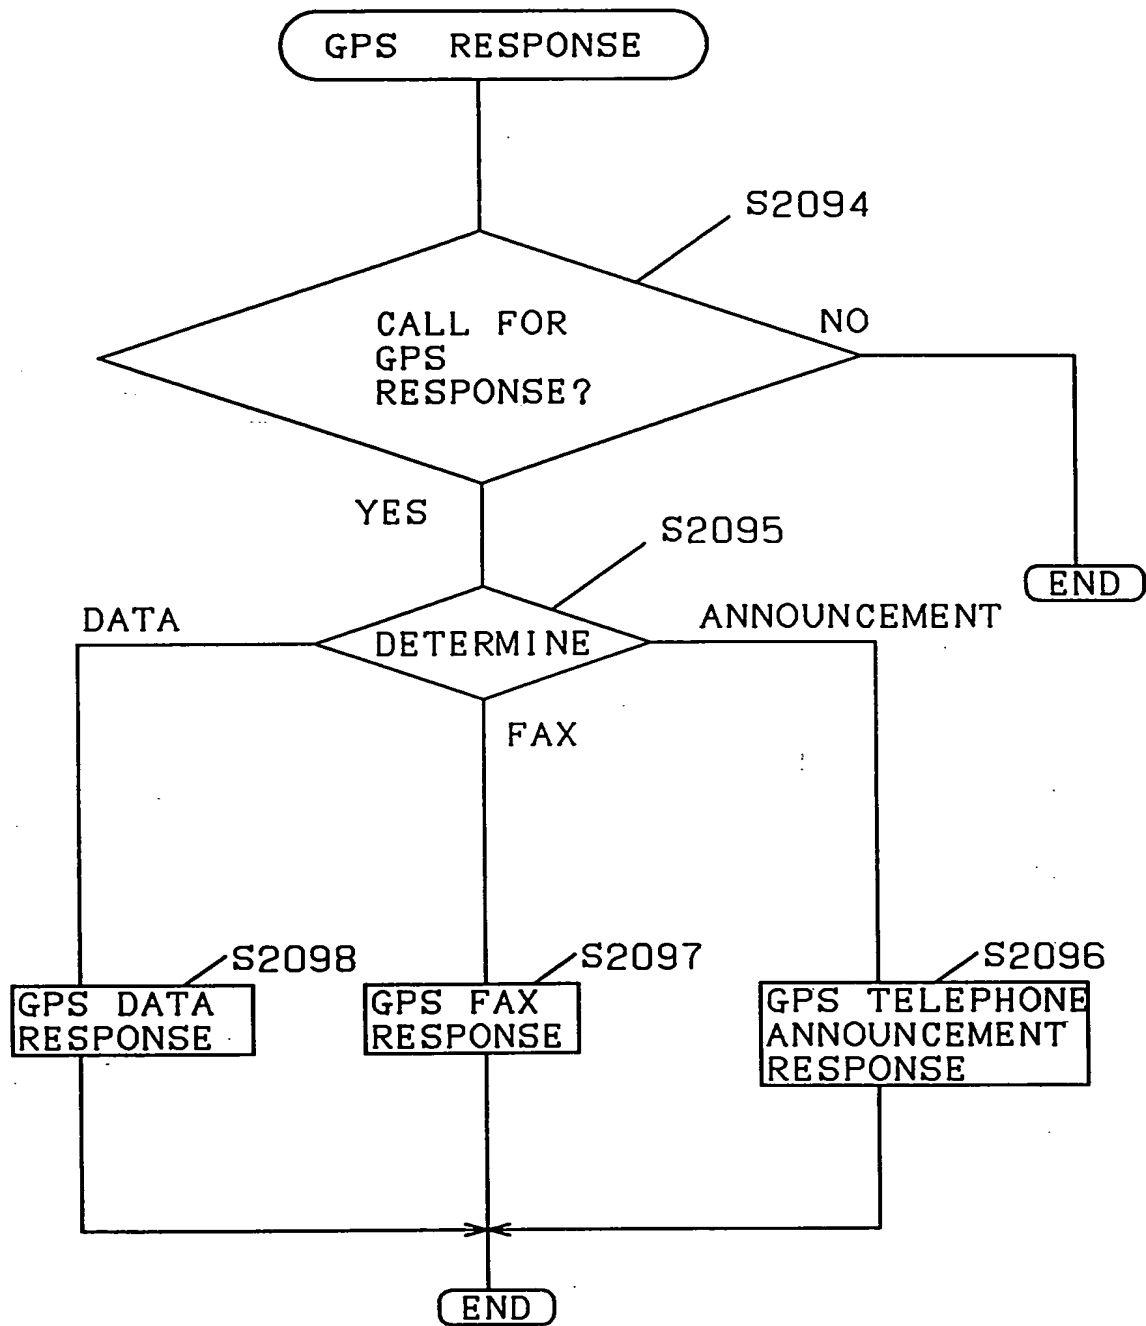 GPS RESPONSE
S2094
CALL FOR
GPS
RESPONSE?
NO
YES
S2095
END
DATA
DETERMINE
ANNOUNCEMENT
FAX
S2098
S2097
S2096
GPS DATA
RESPONSE
GPS FAX
RESPONSE
GPS TELEPHONE
ANNOUNCEMENT
RESPONSE
END